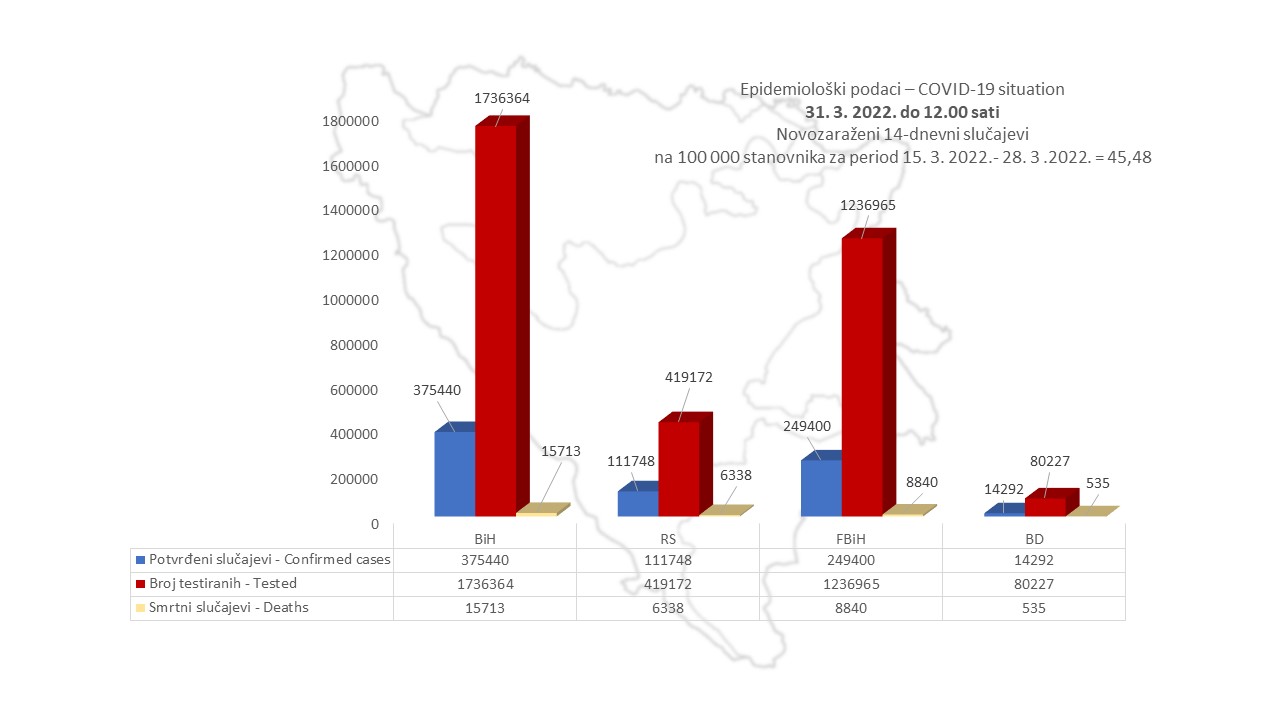 Epidemiološki podaci – COVID-19 situation
31. 3. 2022. do 12.00 sati
Novozaraženi 14-dnevni slučajevi
na 100 000 stanovnika za period 15. 3. 2022.- 28. 3 .2022. = 45,48
1800000
1600000
1400000
1200000
1000000
800000
600000
400000
200000
0
375440
1736364
15713
111748
419172
6338
249400
1236965
8840
14292
80227
535
BiH RS FBiH BD
Potvrđeni slučajevi - Confirmed cases 375440 111748 249400 14292
Broj testiranih - Tested 1736364 419172 1236965 80227
Smrtni slučajevi - Deaths 15713 6338 8840 535